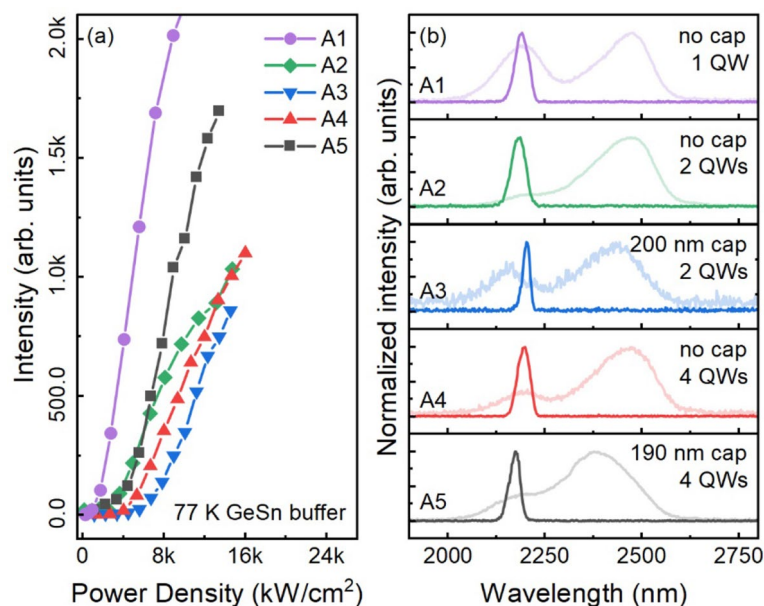 (a)
2.0k
1.5k
1.0k
500.0
0.0
0
8k
16k
24k
Intensity (arb. units)
Power Density (kW/cm²)
A1
A2
A3
A4
A5
77 K GeSn buffer
(b)
Normalized intensity (arb. units)
A1
no cap
1 QW
A2
no cap
2 QWs
A3
200 nm cap
2 QWs
A4
no cap
4 QWs
A5
190 nm cap
4 QWs
2000
2250
2500
2750
Wavelength (nm)